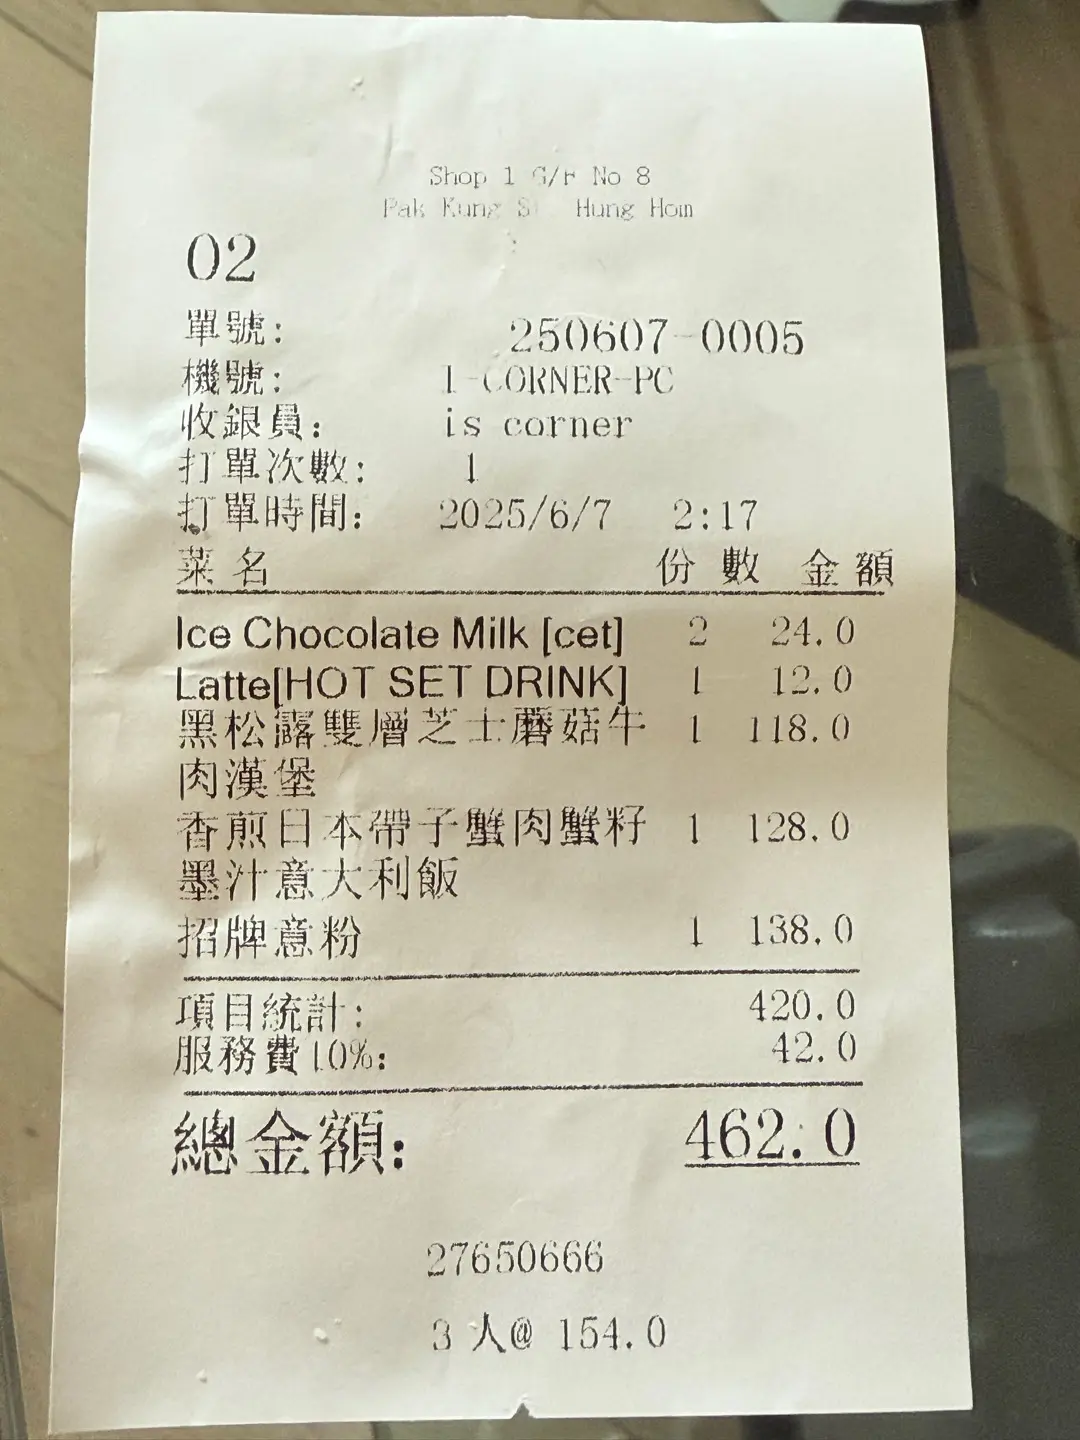 Shop 1 G/F No 8
Pak Kung St Hung Hom
02
單號: 250607-0005
機號: 1-CORNER-PC
收銀員: is corner
打單次數: 1
打單時間: 2025/6/7 2:17
菜名 份數 金額
Ice Chocolate Milk [cet] 2 24.0
Latte[HOT SET DRINK] 1 12.0
黑松露雙層芝士蘑菇牛 1 118.0
肉漢堡
香煎日本帶子蟹肉蟹籽 1 128.0
墨汁意大利飯
招牌意粉 1 138.0
項目統計: 420.0
服務費10%: 42.0
總金額: 462.0
27650666
3 人@ 154.0